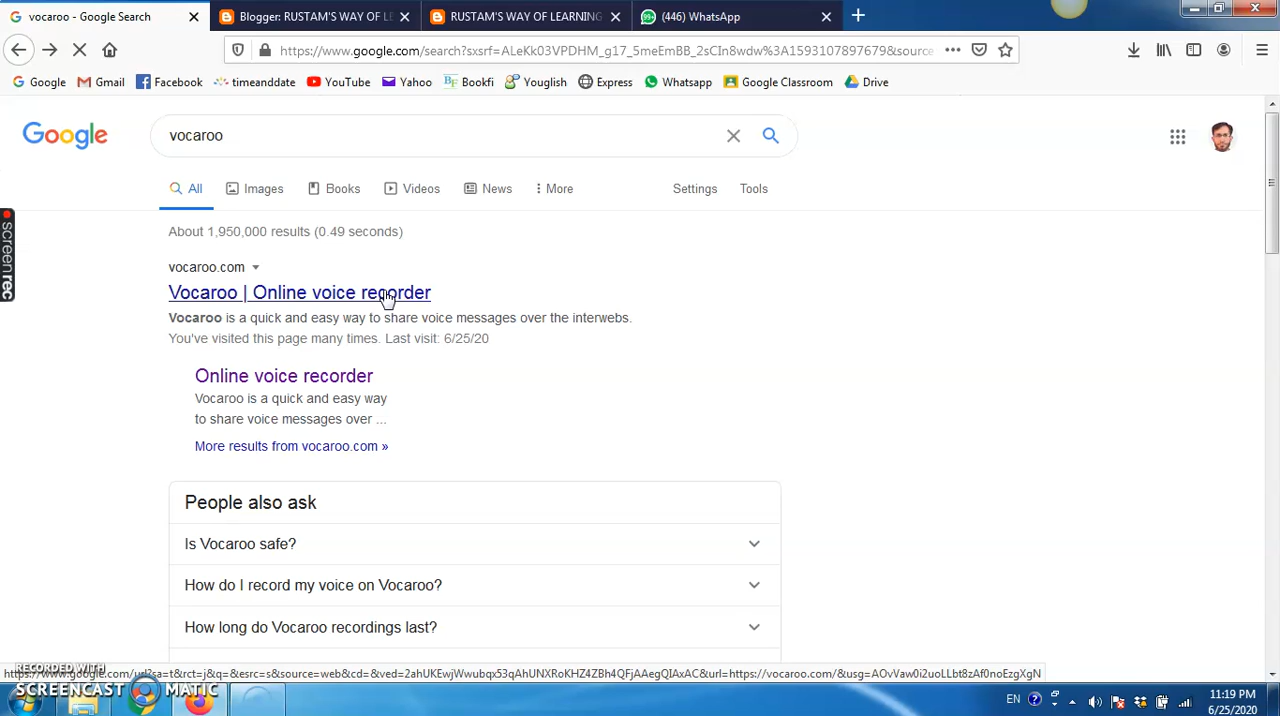 vocaroo - Google Search
Blogger: RUSTAM'S WAY OF LE
RUSTAM'S WAY OF LEARNING
(446) WhatsApp
https://www.google.com/search?sxsrf=ALeKk03VPDHM_g17_5meEmBB_2sCIn8wdw%3A1593107897679&source
Google
Gmail
Facebook
timeanddate
YouTube
Yahoo
Bookfi
Youglish
Express
Whatsapp
Google Classroom
Drive
Google
vocaroo
All
Images
Books
Videos
News
More
Settings
Tools
About 1,950,000 results (0.49 seconds)
vocaroo.com
Vocaroo | Online voice recorder
Vocaroo is a quick and easy way to share voice messages over the interwebs.
You've visited this page many times. Last visit: 6/25/20
Online voice recorder
Vocaroo is a quick and easy way
to share voice messages over ...
More results from vocaroo.com »
People also ask
Is Vocaroo safe?
How do I record my voice on Vocaroo?
How long do Vocaroo recordings last?
screenrec
RECORDED WITH
SCREENCAST
MATIC
EN
11:19 PM
6/25/2020